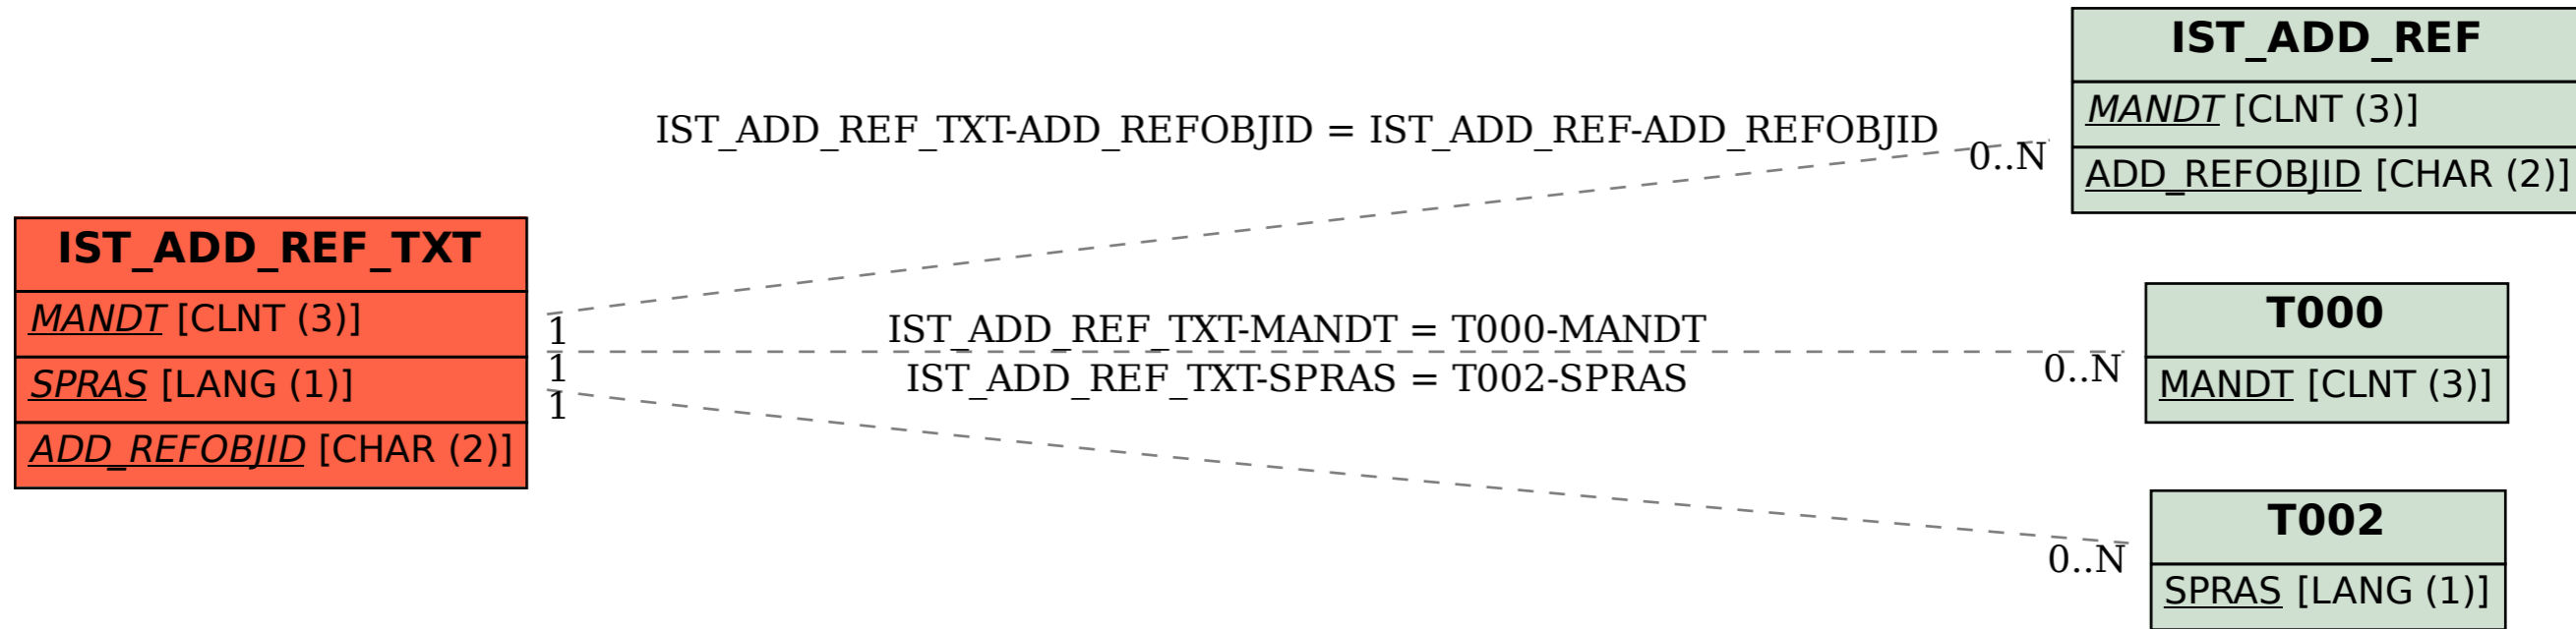 IST_ADD_REF
MANDT [CLNT (3)]
ADD_REFOBJID [CHAR (2)]
IST_ADD_REF_TXT-ADD_REFOBJID = IST_ADD_REF-ADD_REFOBJID
0..N
IST_ADD_REF_TXT
MANDT [CLNT (3)]
SPRAS [LANG (1)]
ADD_REFOBJID [CHAR (2)]
1
1
1
IST_ADD_REF_TXT-MANDT = T000-MANDT
0..N
IST_ADD_REF_TXT-SPRAS = T002-SPRAS
T000
MANDT [CLNT (3)]
0..N
T002
SPRAS [LANG (1)]